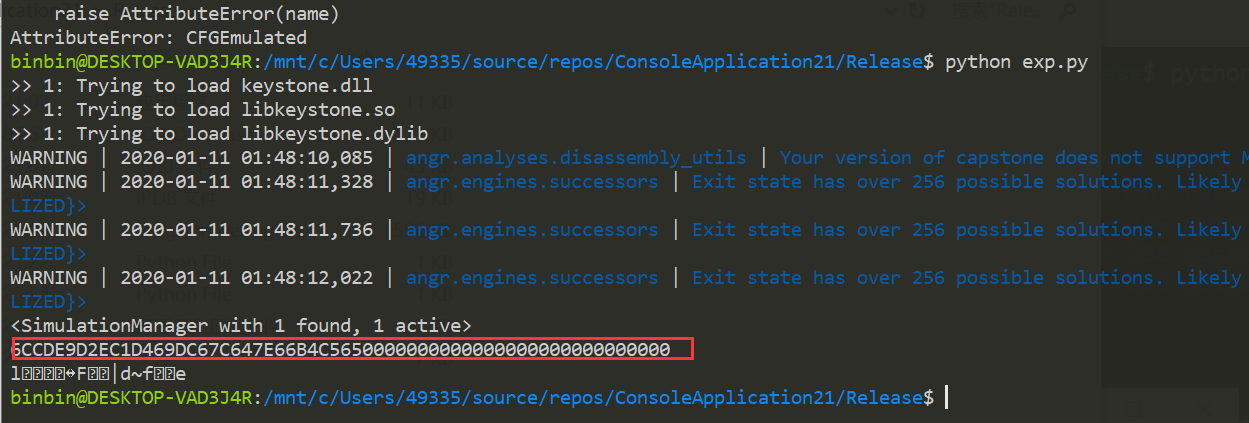 raise AttributeError(name)
AttributeError: CFGEmulated
binbin@DESKTOP-VAD3J4R:/mnt/c/Users/49335/source/repos/ConsoleApplication21/Release$ python exp.py
>> 1: Trying to load keystone.dll
>> 1: Trying to load libkeystone.so
>> 1: Trying to load libkeystone.dylib
WARNING | 2020-01-11 01:48:10,085 | angr.analyses.disassembly_utils | Your version of capstone does not support M
WARNING | 2020-01-11 01:48:11,328 | angr.engines.successors | Exit state has over 256 possible solutions. Likely
LIZED}>
WARNING | 2020-01-11 01:48:11,736 | angr.engines.successors | Exit state has over 256 possible solutions. Likely
LIZED}>
WARNING | 2020-01-11 01:48:12,022 | angr.engines.successors | Exit state has over 256 possible solutions. Likely
LIZED}>
<SimulationManager with 1 found, 1 active>
6CCDE9D2EC1D469DC67C647E66B4C56500000000000000000000000000
binbin@DESKTOP-VAD3J4R:/mnt/c/Users/49335/source/repos/ConsoleApplication21/Release$